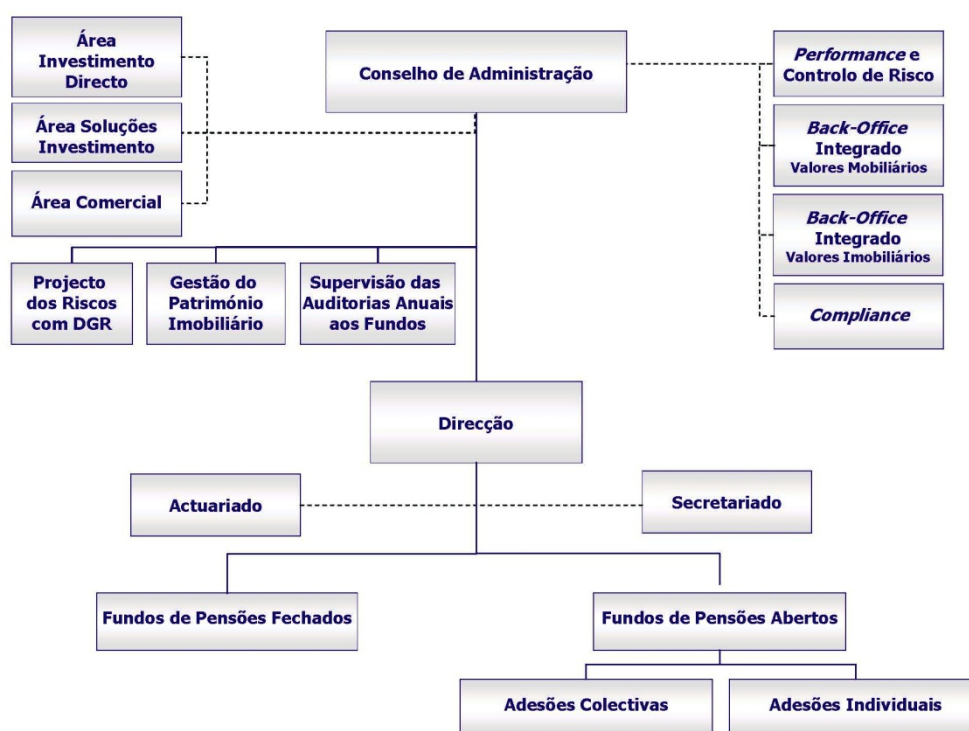 Área
Investimento
Directo
Conselho de Administração
Performance e
Controlo de Risco
Área Soluções
Investimento
Back-Office
Integrado
Valores Mobiliários
Área Comercial
Back-Office
Integrado
Valores Imobiliários
Projecto
dos Riscos
com DGR
Gestão do
Património
Imobiliário
Supervisão das
Auditorias Anuais
aos Fundos
Compliance
Direcção
Actuariado
Secretariado
Fundos de Pensões Fechados
Fundos de Pensões Abertos
Adesões Colectivas
Adesões Individuais